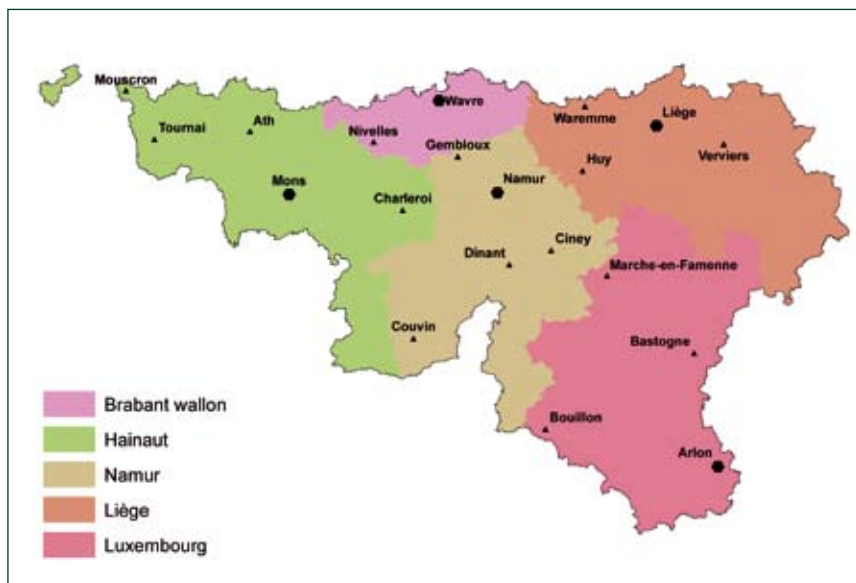 Mouscron
Tournai
Ath
Nivelles
Wavre
Gembloux
Waremme
Liège
Verviers
Huy
Mons
Charleroi
Namur
Ciney
Dinant
Marche-en-Famenne
Couvin
Bastogne
Bouillon
Arlon
Brabant wallon
Hainaut
Namur
Liège
Luxembourg